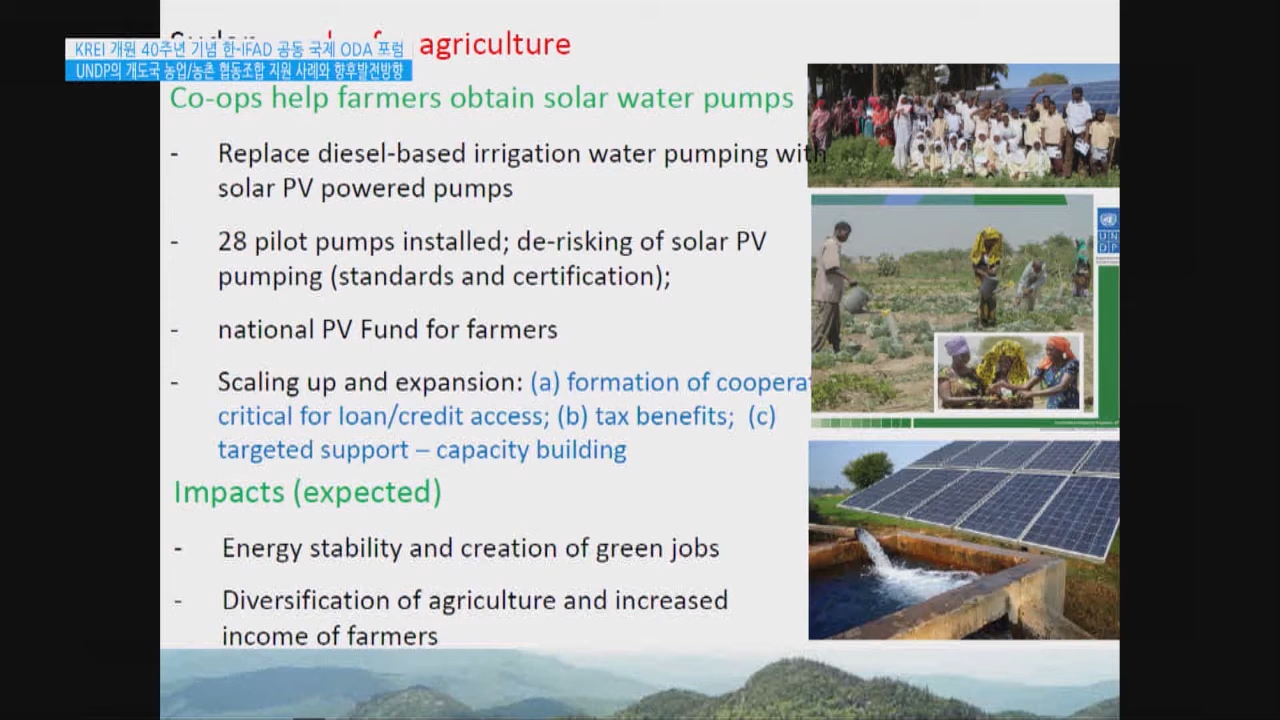 KREI 개원 40주년 기념 한-IFAD 공동 국제 ODA 포럼
UNDP의 개도국 농업/농촌 협동조합 지원 사례와 향후발전방향
agriculture
Co-ops help farmers obtain solar water pumps
- Replace diesel-based irrigation water pumping with
solar PV powered pumps
- 28 pilot pumps installed; de-risking of solar PV
pumping (standards and certification);
- national PV Fund for farmers
- Scaling up and expansion: (a) formation of coopera
critical for loan/credit access; (b) tax benefits; (c)
targeted support – capacity building
Impacts (expected)
- Energy stability and creation of green jobs
- Diversification of agriculture and increased
income of farmers
UN
DP